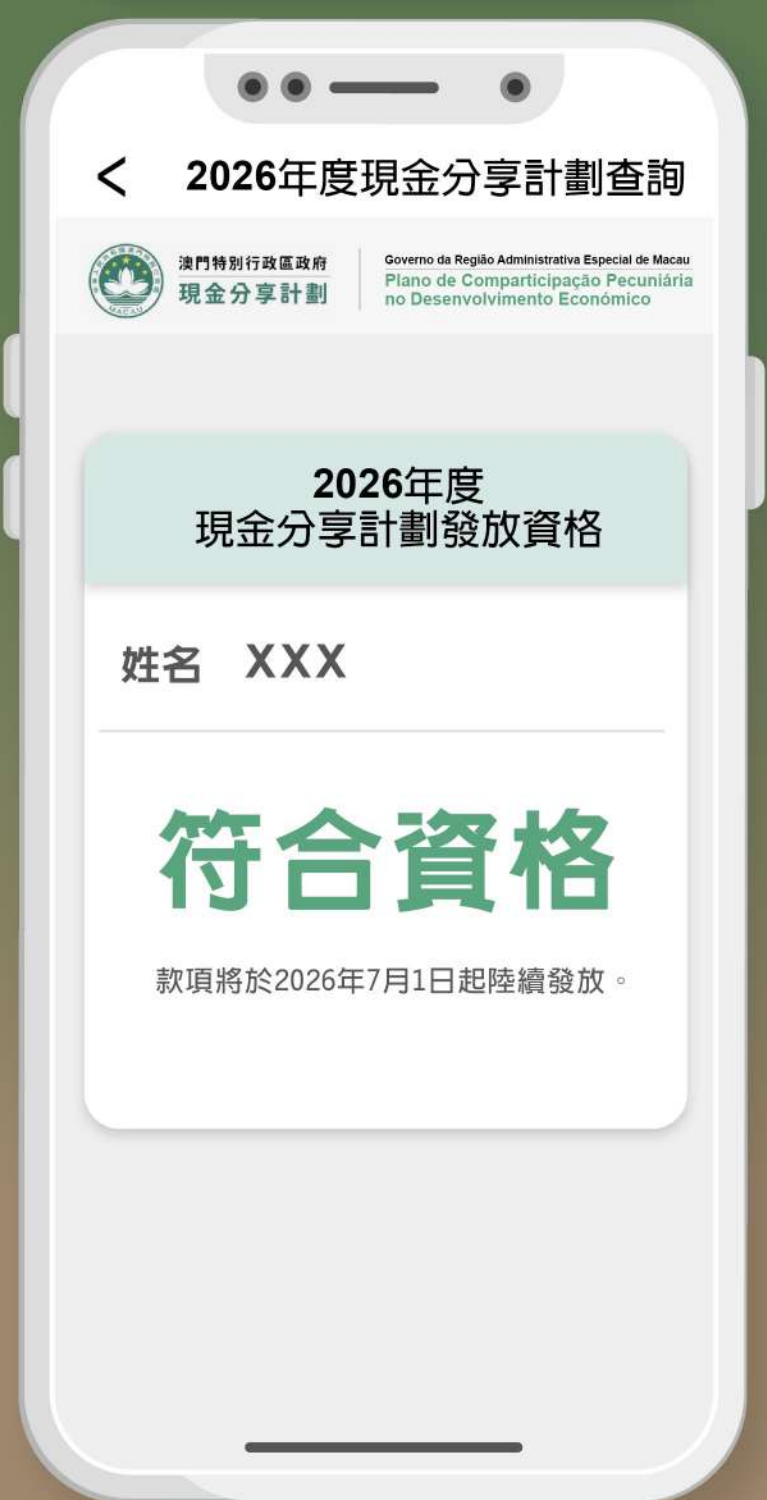 < 2026年度現金分享計劃查詢
澳門特別行政區政府
現金分享計劃
Governo da Região Administrativa Especial de Macau
Plano de Comparticipação Pecuniária
no Desenvolvimento Económico
MACAU
2026年度
現金分享計劃發放資格
姓名 XXX
符合資格
款項將於2026年7月1日起陸續發放。